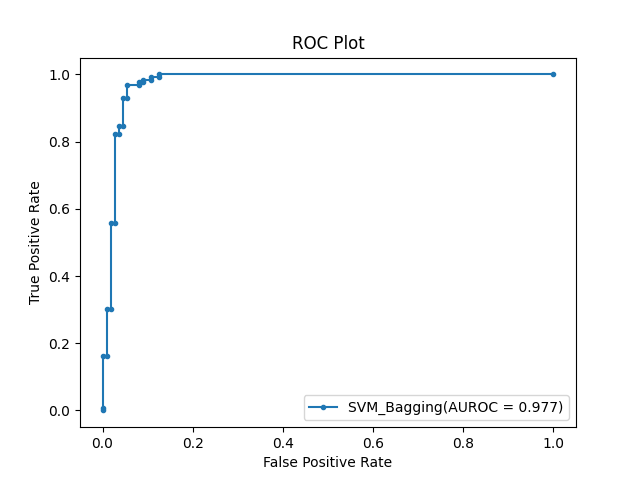 ROC Plot
True Positive Rate
1.0
0.8
0.6
0.4
0.2
0.0
SVM_Bagging(AUROC = 0.977)
0.0 0.2 0.4 0.6 0.8 1.0
False Positive Rate